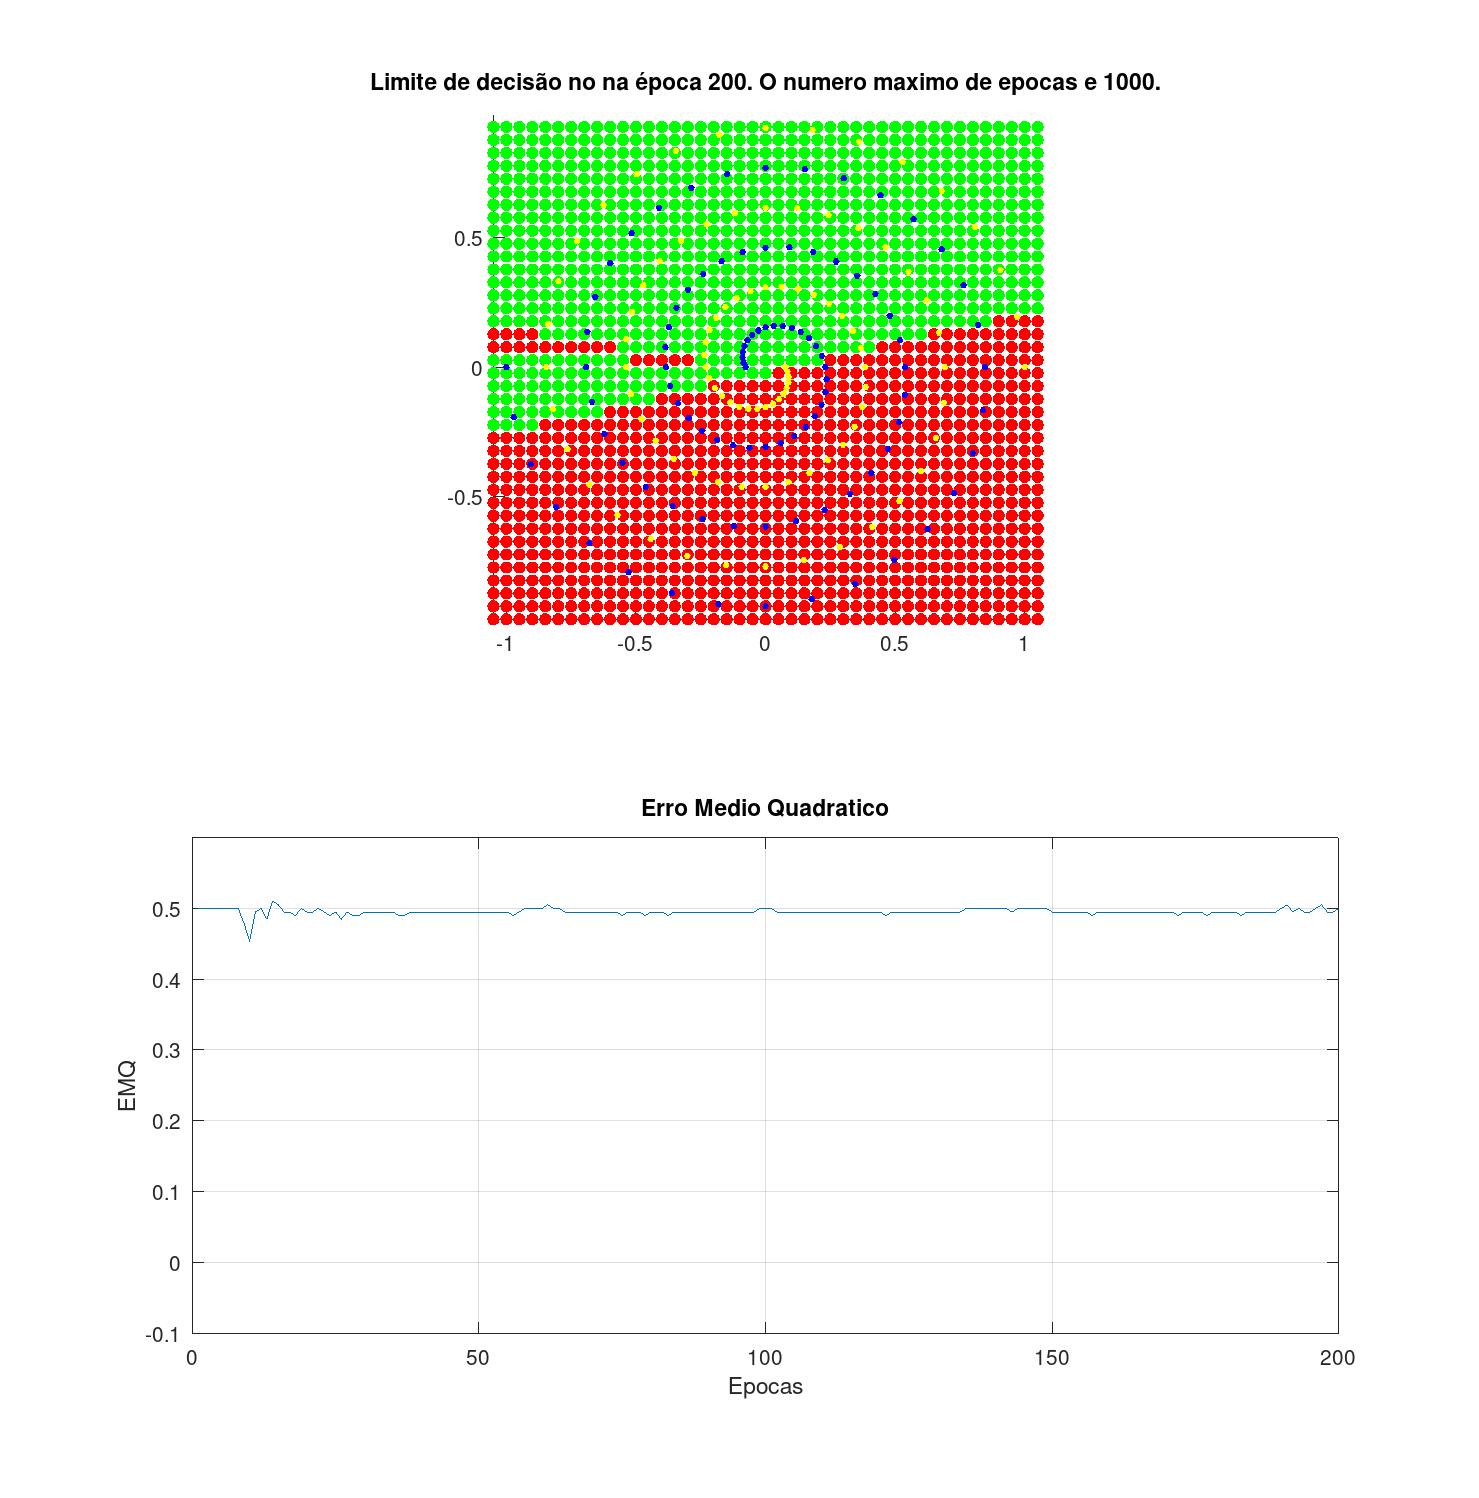 Limite de decisão no na época 200. O numero maximo de epocas e 1000.
0.5
0
-0.5
-1 -0.5 0 0.5 1
Erro Medio Quadratico
0.5
0.4
0.3
0.2
0.1
0
-0.1
EMQ
0 50 100 150 200
Epocas